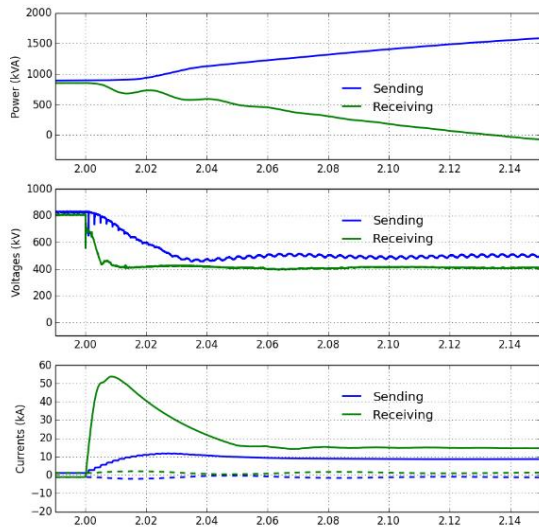 2000
1500
1000
500
0
Power (kVA)
Sending
Receiving
2.00 2.02 2.04 2.06 2.08 2.10 2.12 2.14
1000
800
600
400
200
0
Voltages (kV)
Sending
Receiving
2.00 2.02 2.04 2.06 2.08 2.10 2.12 2.14
60
50
40
30
20
10
0
−10
−20
Currents (kA)
Sending
Receiving
2.00 2.02 2.04 2.06 2.08 2.10 2.12 2.14